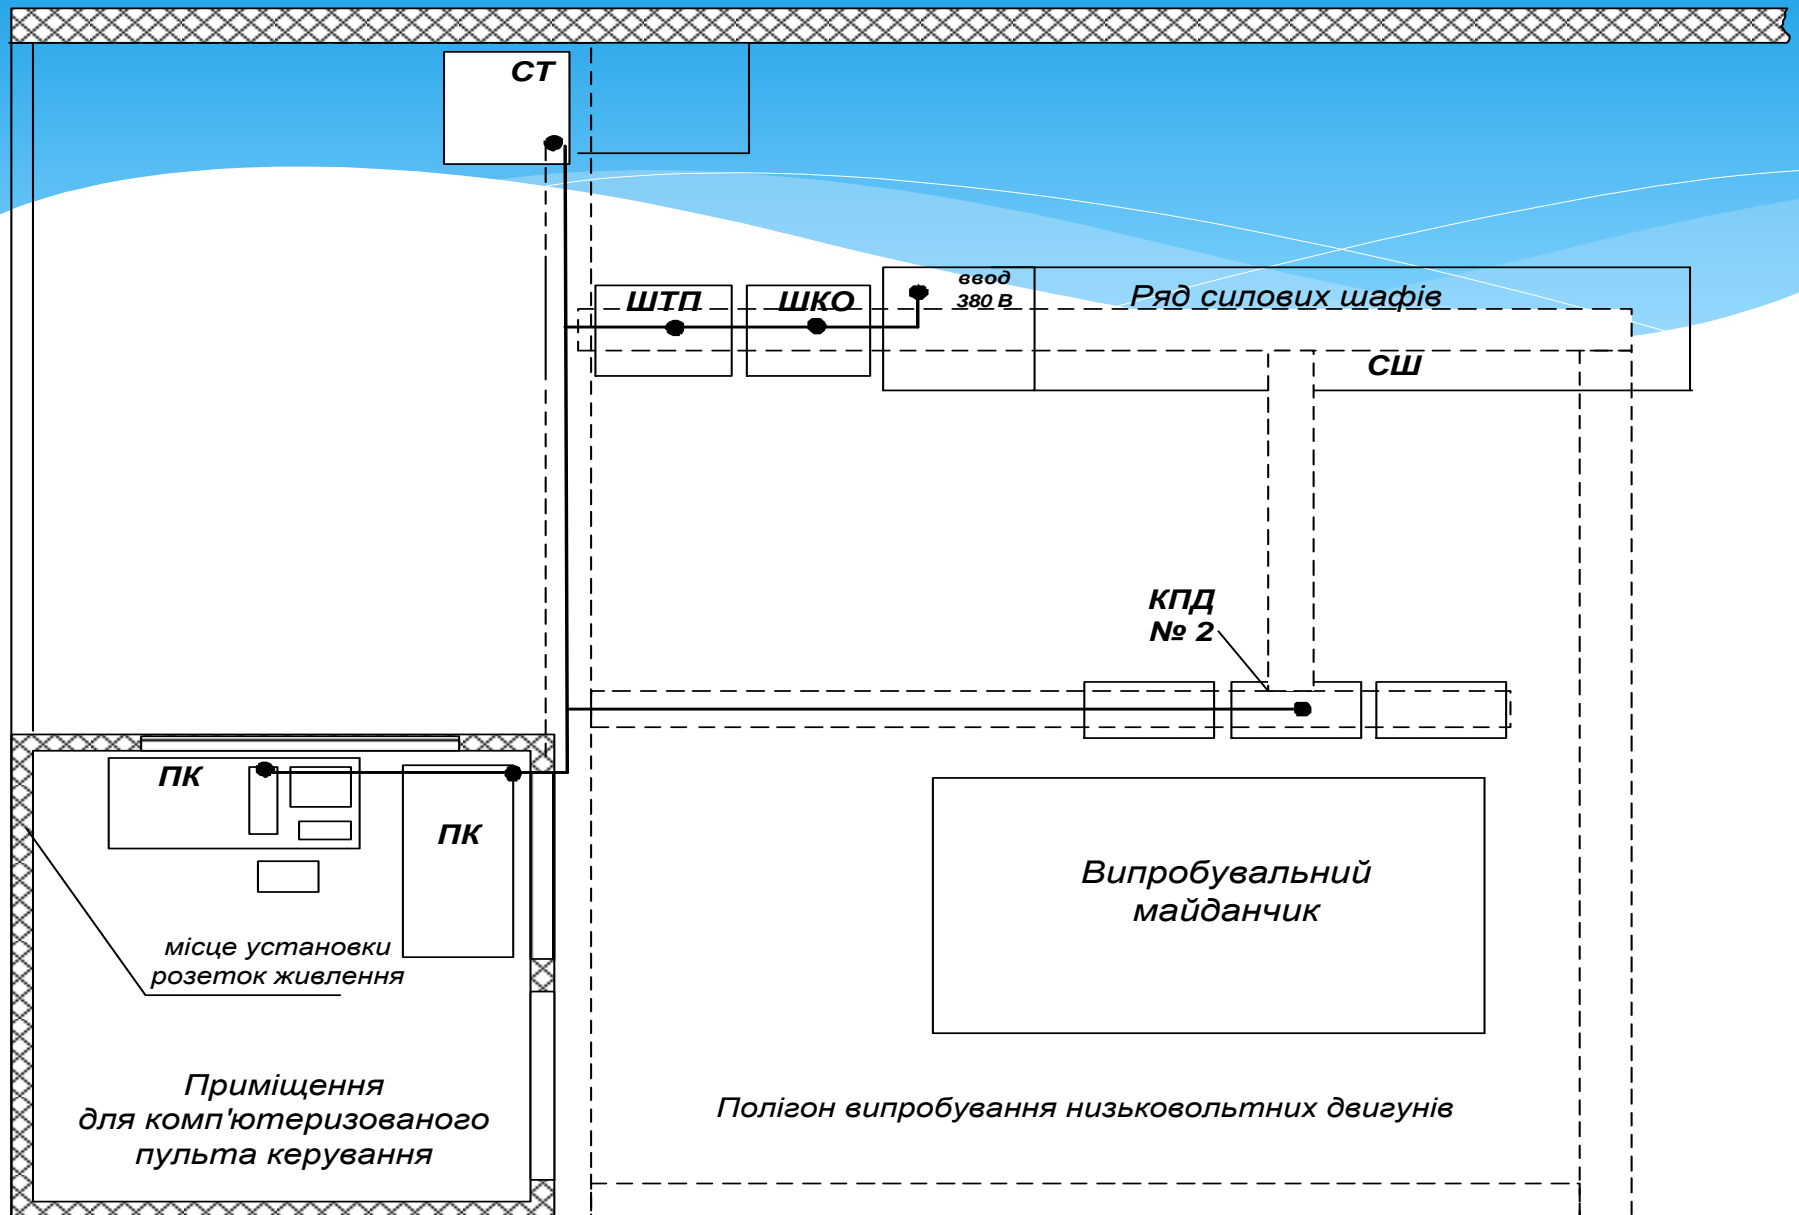 СТ
ШТП
ШКО
ввод
380 В
Ряд силових шафів
СШ
КПД
№ 2
ПК
ПК
місце установки
розеток живлення
Випробувальний
майданчик
Приміщення
для комп'ютеризованого
пульта керування
Полігон випробування низьковольтних двигунів